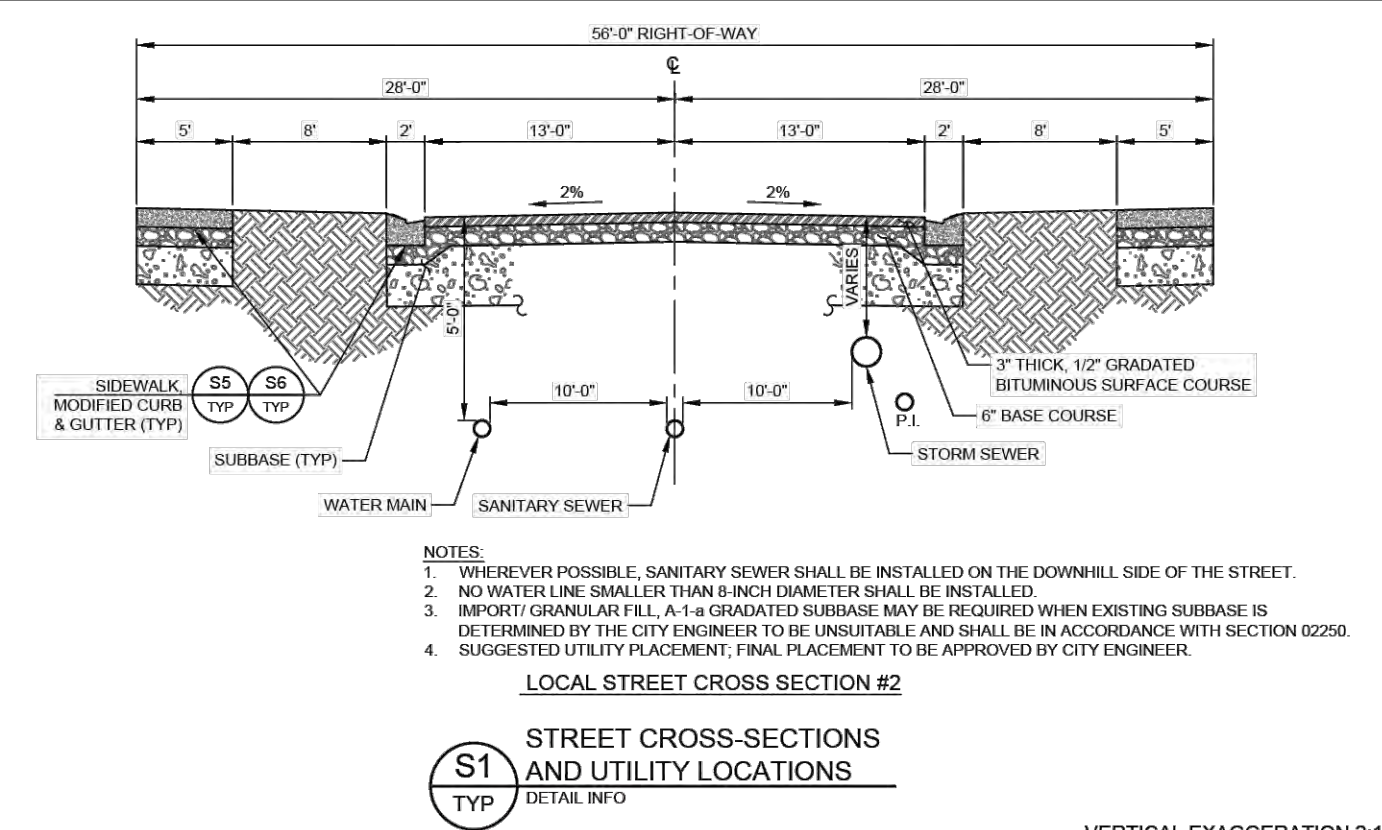 56'-0" RIGHT-OF-WAY
℄
28'-0" 28'-0"
5' 8' 2' 13'-0" 13'-0" 2' 8' 5'
2% 2%
VARIES
5'-0"
3" THICK, 1/2" GRADATED
BITUMINOUS SURFACE COURSE
SIDEWALK,
MODIFIED CURB
& GUTTER (TYP)
S5 S6
TYP TYP
10'-0" 10'-0"
P.I.
6" BASE COURSE
SUBBASE (TYP)
STORM SEWER
WATER MAIN
SANITARY SEWER
NOTES:
1. WHEREVER POSSIBLE, SANITARY SEWER SHALL BE INSTALLED ON THE DOWNHILL SIDE OF THE STREET.
2. NO WATER LINE SMALLER THAN 8-INCH DIAMETER SHALL BE INSTALLED.
3. IMPORT/ GRANULAR FILL, A-1-a GRADATED SUBBASE MAY BE REQUIRED WHEN EXISTING SUBBASE IS
DETERMINED BY THE CITY ENGINEER TO BE UNSUITABLE AND SHALL BE IN ACCORDANCE WITH SECTION 02250.
4. SUGGESTED UTILITY PLACEMENT; FINAL PLACEMENT TO BE APPROVED BY CITY ENGINEER.
LOCAL STREET CROSS SECTION #2
S1
TYP
STREET CROSS-SECTIONS
AND UTILITY LOCATIONS
DETAIL INFO
VERTICAL EXAGGERATION